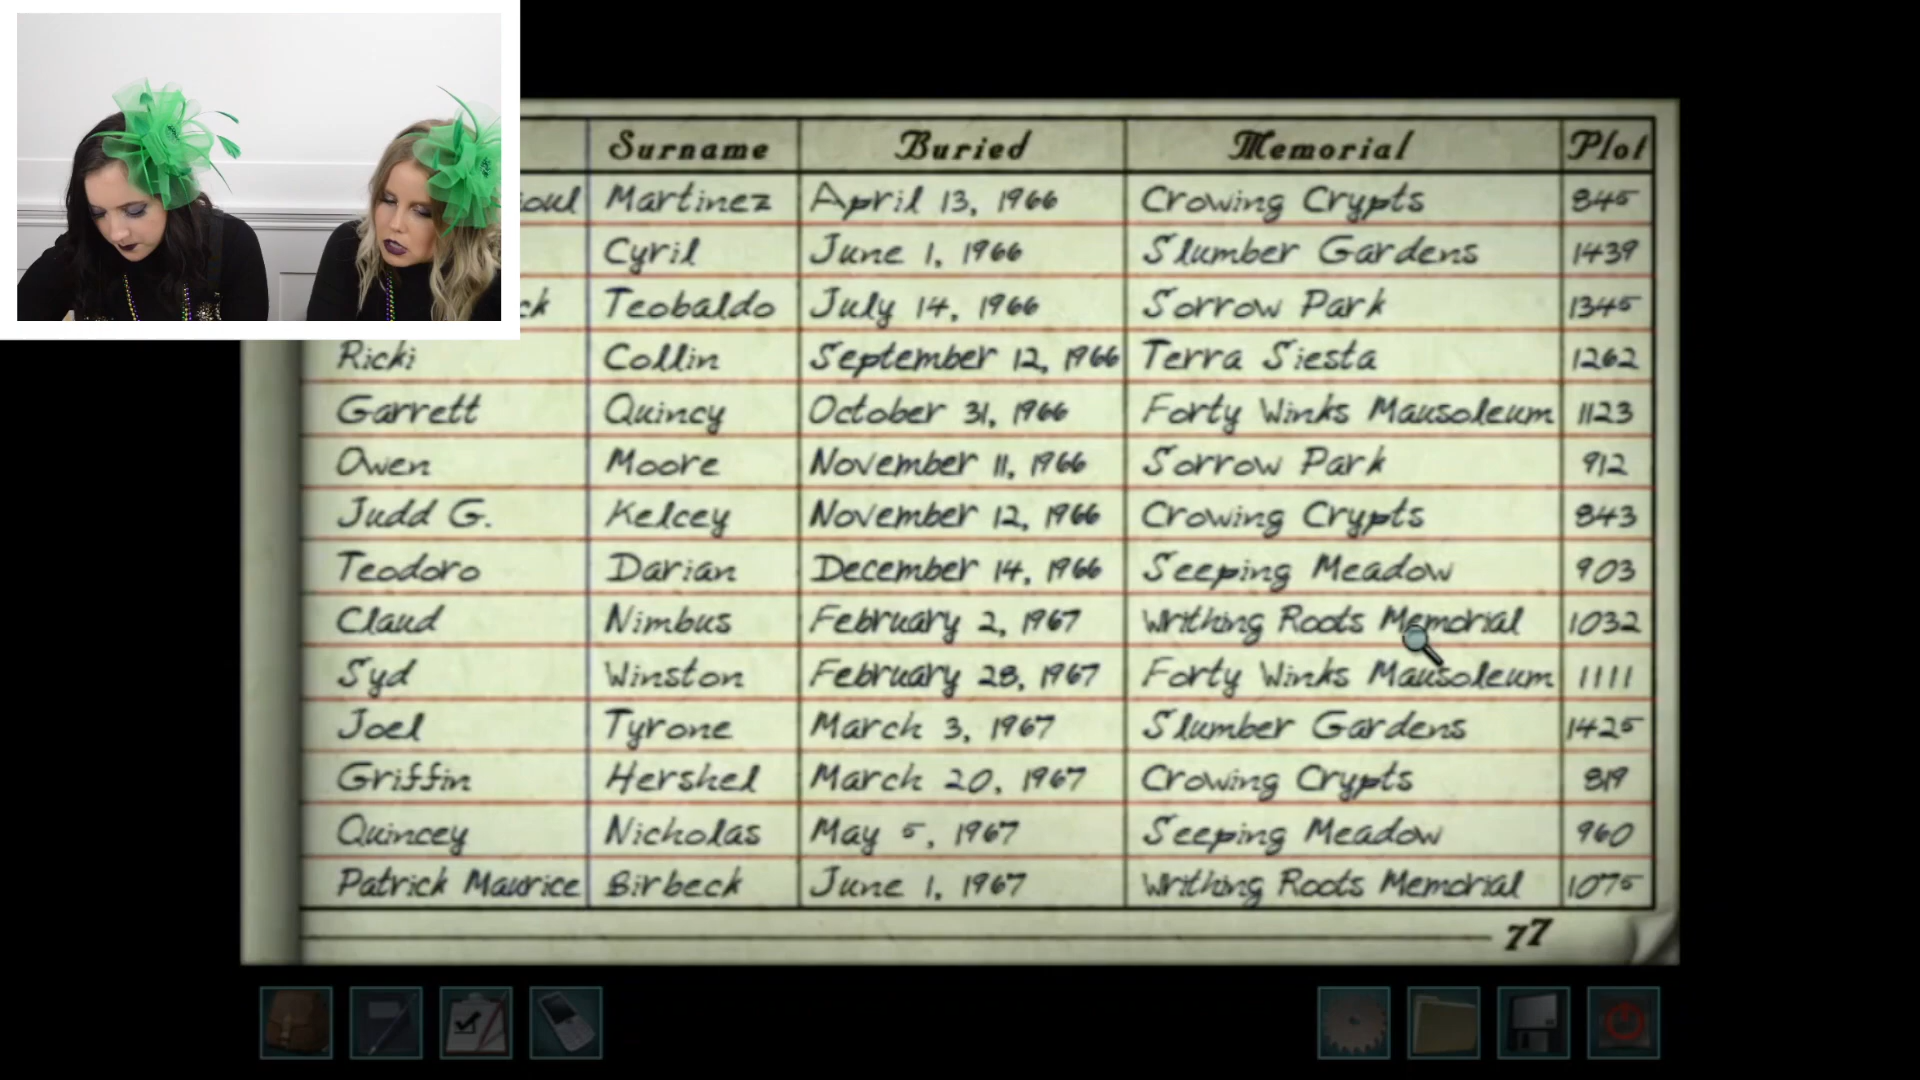 Surname Buried Memorial Plot
oul Martinez April 13, 1966 Crowing Crypts 845
Cyril June 1, 1966 Slumber Gardens 1439
ck Teobaldo July 14, 1966 Sorrow Park 1345
Ricki Collin September 12, 1966 Terra Siesta 1262
Garrett Quincy October 31, 1966 Forty Winks Mausoleum 1123
Owen Moore November 11, 1966 Sorrow Park 912
Judd G. Kelcey November 12, 1966 Crowing Crypts 843
Teodoro Darian December 14, 1966 Seeping Meadow 903
Claud Nimbus February 2, 1967 Writhing Roots Memorial 1032
Syd Winston February 28, 1967 Forty Winks Mausoleum 1111
Joel Tyrone March 3, 1967 Slumber Gardens 1425
Griffin Hershel March 20, 1967 Crowing Crypts 819
Quincey Nicholas May 5, 1967 Seeping Meadow 960
Patrick Maurice Birbeck June 1, 1967 Writhing Roots Memorial 1075
77